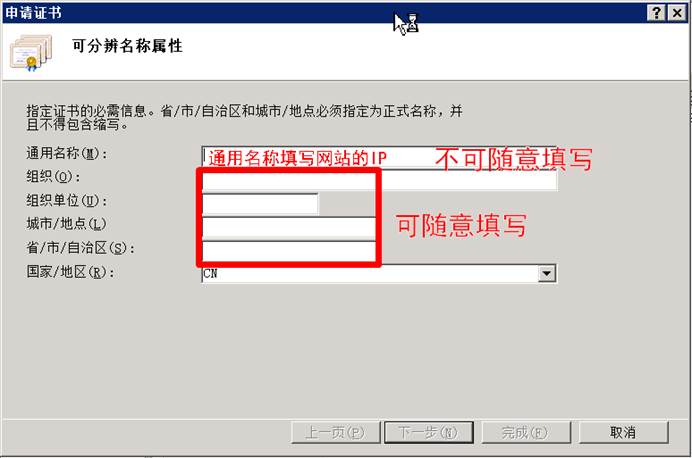 申请证书
可分辨名称属性
指定证书的必需信息。省/市/自治区和城市/地点必须指定为正式名称，并
且不得包含缩写。
通用名称(M): 通用名称填写网站的IP 不可随意填写
组织(O):
组织单位(U):
城市/地点(L) 可随意填写
省/市/自治区(S):
国家/地区(R): CN
上一页(P) 下一步(N) 完成(F) 取消